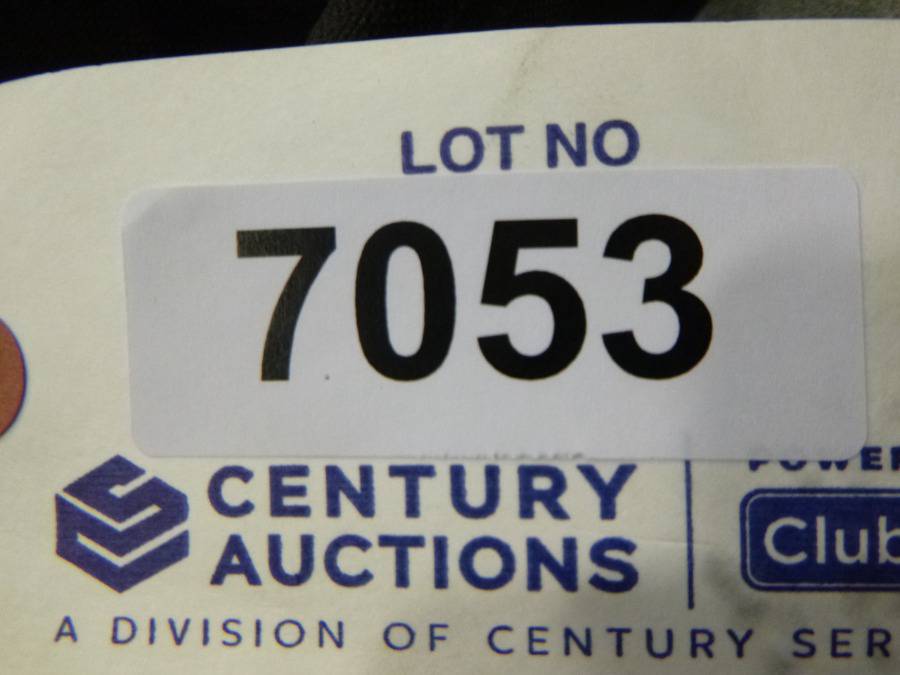 LOT NO
7053
CENTURY
AUCTIONS
Club
A DIVISION OF CENTURY SER